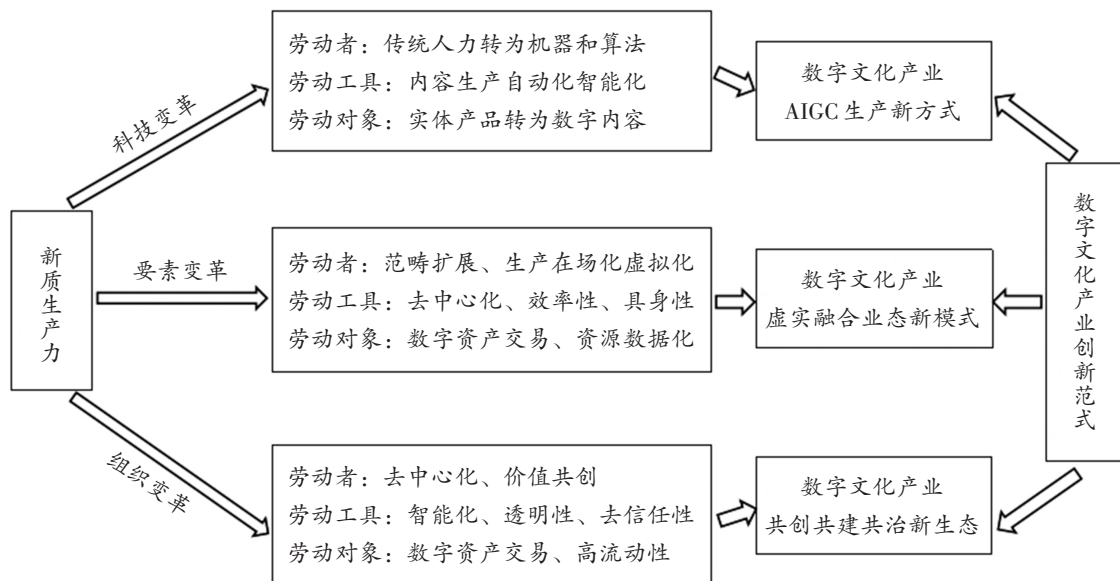 新质生产力
科技变革
劳动者：传统人力转为机器和算法
劳动工具：内容生产自动化智能化
劳动对象：实体产品转为数字内容
数字文化产业
AIGC生产新方式
要素变革
劳动者：范畴扩展、生产在场化虚拟化
劳动工具：去中心化、效率性、具身性
劳动对象：数字资产交易、资源数据化
数字文化产业
虚实融合业态新模式
组织变革
劳动者：去中心化、价值共创
劳动工具：智能化、透明性、去信任性
劳动对象：数字资产交易、高流动性
数字文化产业
共创共建共治新生态
数字文化产业创新范式